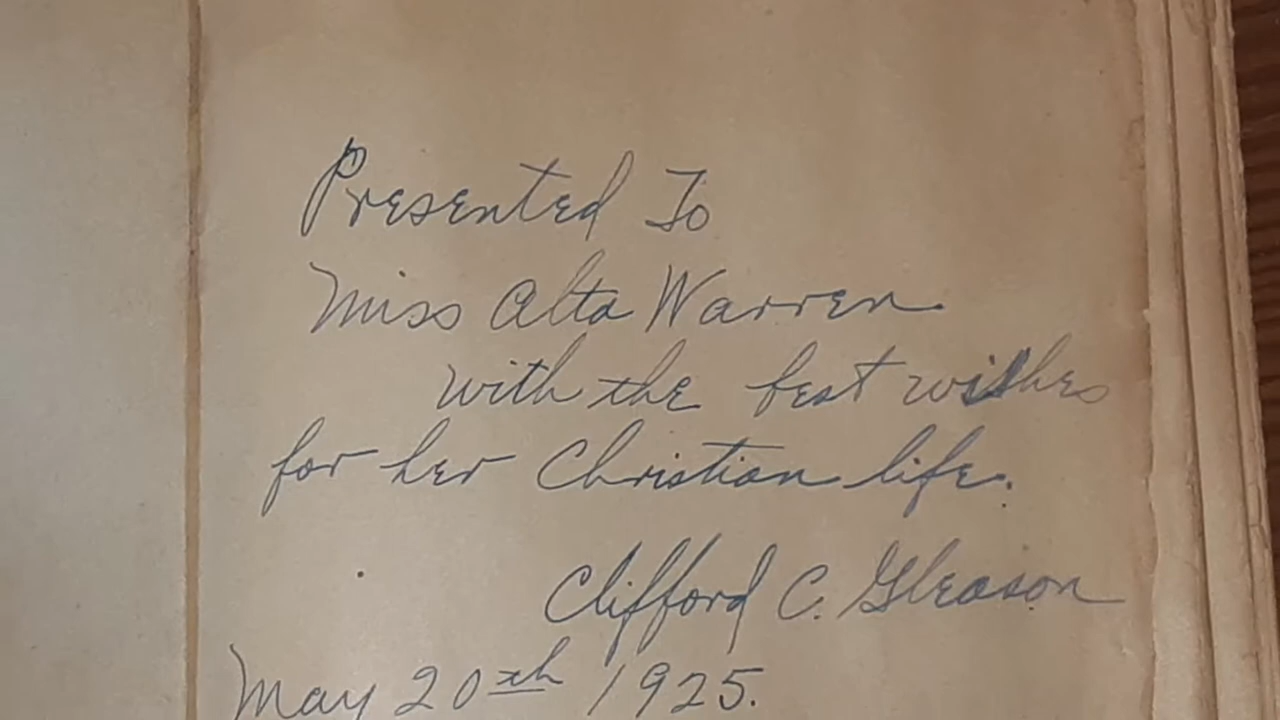 Presented To
Miss Alta Warren
with the best wishes
for her Christian life.
Clifford C. Gleason
May 20th 1925.